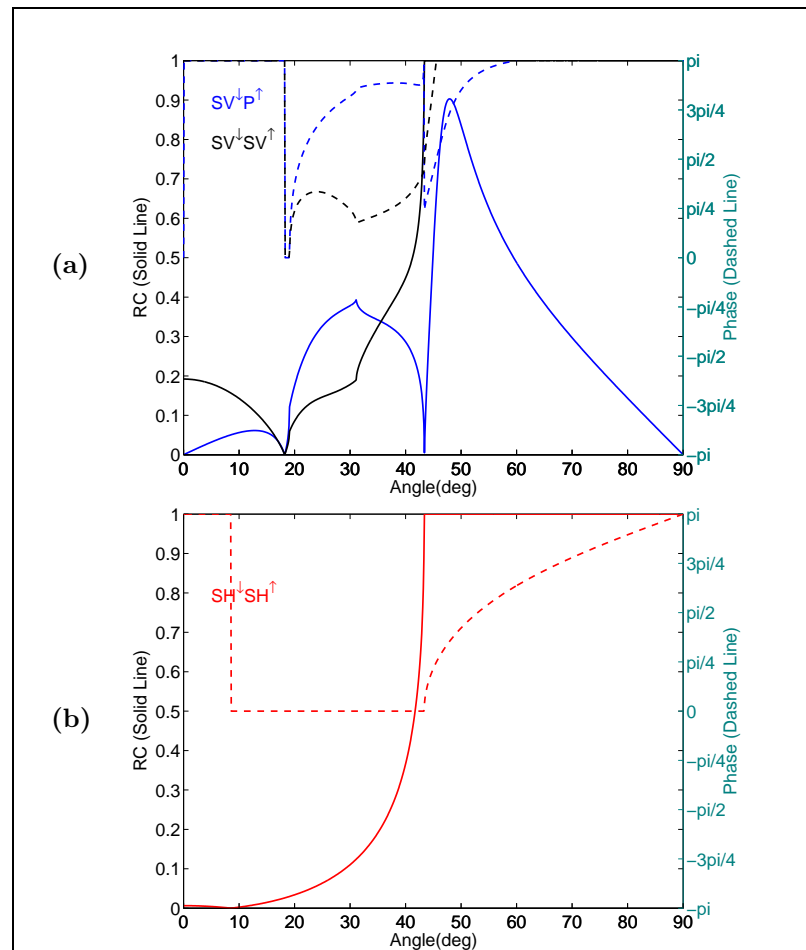 (a)
1
0.9
0.8
0.7
0.6
0.5
0.4
0.3
0.2
0.1
0
RC (Solid Line)
SV↓P↑
SV↓SV↑
pi
3pi/4
pi/2
pi/4
0
−pi/4
−pi/2
−3pi/4
−pi
Phase (Dashed Line)
0 10 20 30 40 50 60 70 80 90
Angle(deg)
(b)
1
0.9
0.8
0.7
0.6
0.5
0.4
0.3
0.2
0.1
0
RC (Solid Line)
SH↓SH↑
pi
3pi/4
pi/2
pi/4
0
−pi/4
−pi/2
−3pi/4
−pi
Phase (Dashed Line)
0 10 20 30 40 50 60 70 80 90
Angle(deg)